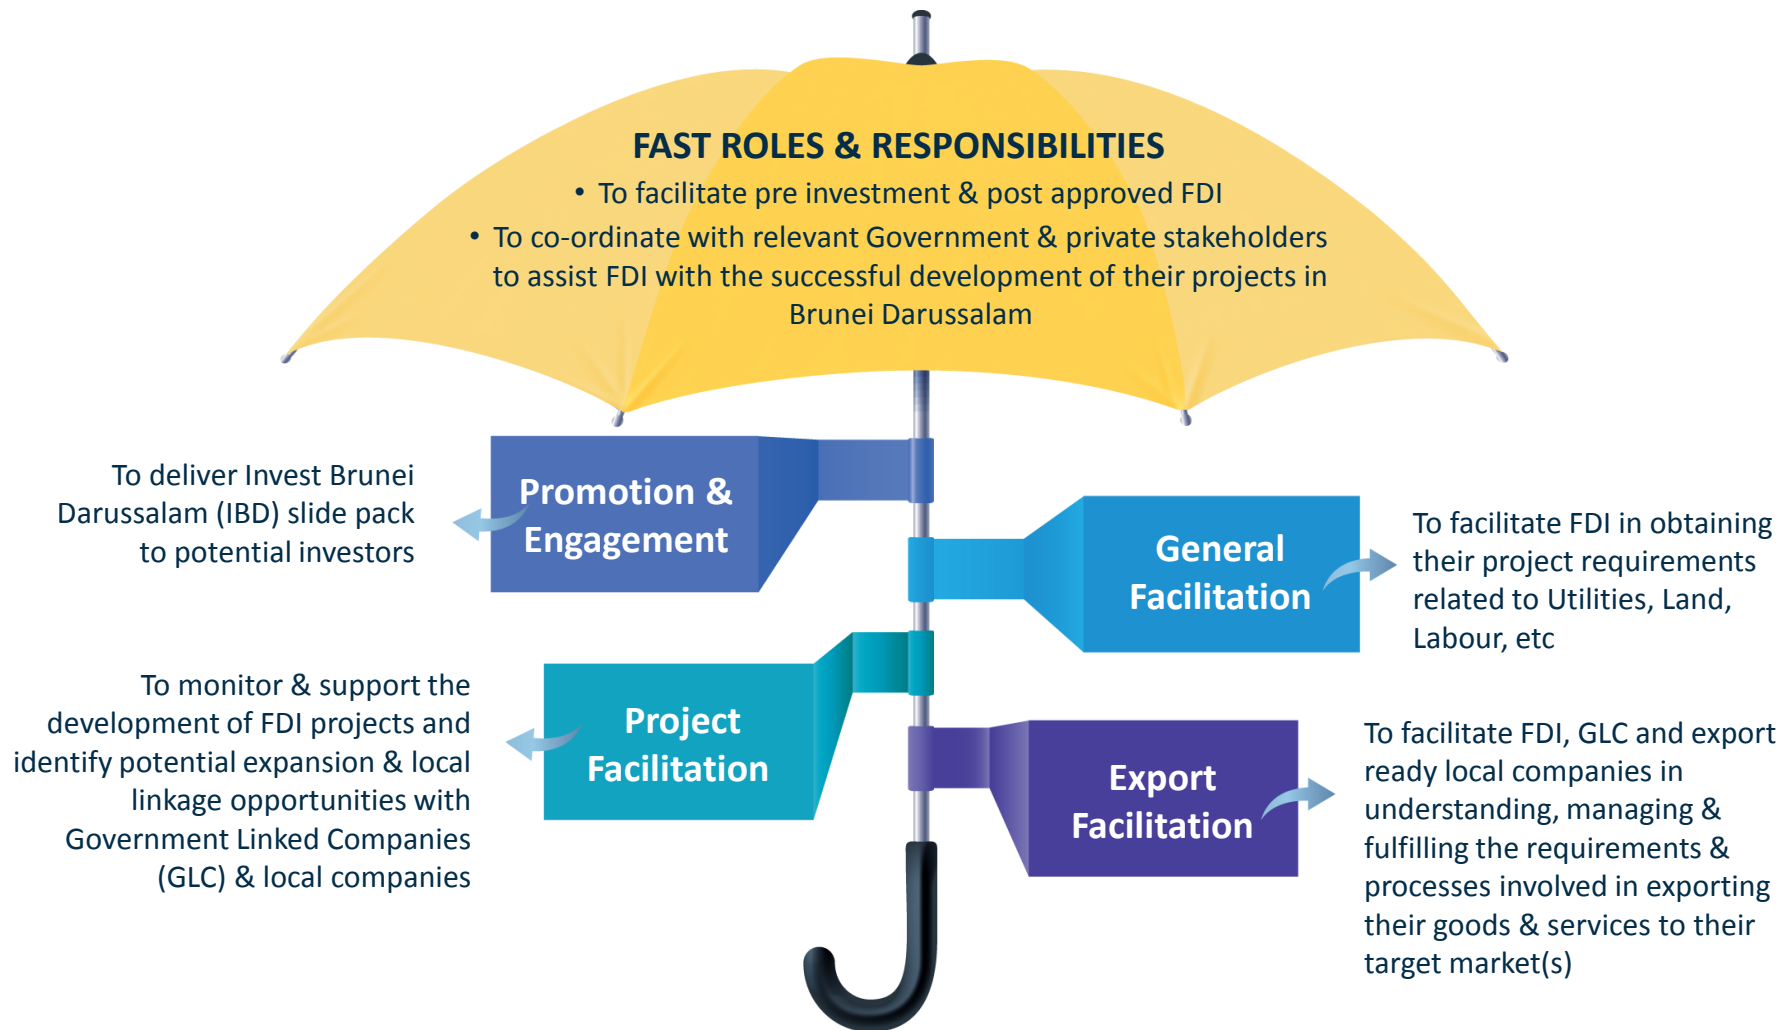 FAST ROLES & RESPONSIBILITIES
• To facilitate pre investment & post approved FDI
• To co-ordinate with relevant Government & private stakeholders
to assist FDI with the successful development of their projects in
Brunei Darussalam
To deliver Invest Brunei
Darussalam (IBD) slide pack
to potential investors
Promotion &
Engagement
General
Facilitation
To facilitate FDI in obtaining
their project requirements
related to Utilities, Land,
Labour, etc
To monitor & support the
development of FDI projects and
identify potential expansion & local
linkage opportunities with
Government Linked Companies
(GLC) & local companies
Project
Facilitation
Export
Facilitation
To facilitate FDI, GLC and export
ready local companies in
understanding, managing &
fulfilling the requirements &
processes involved in exporting
their goods & services to their
target market(s)